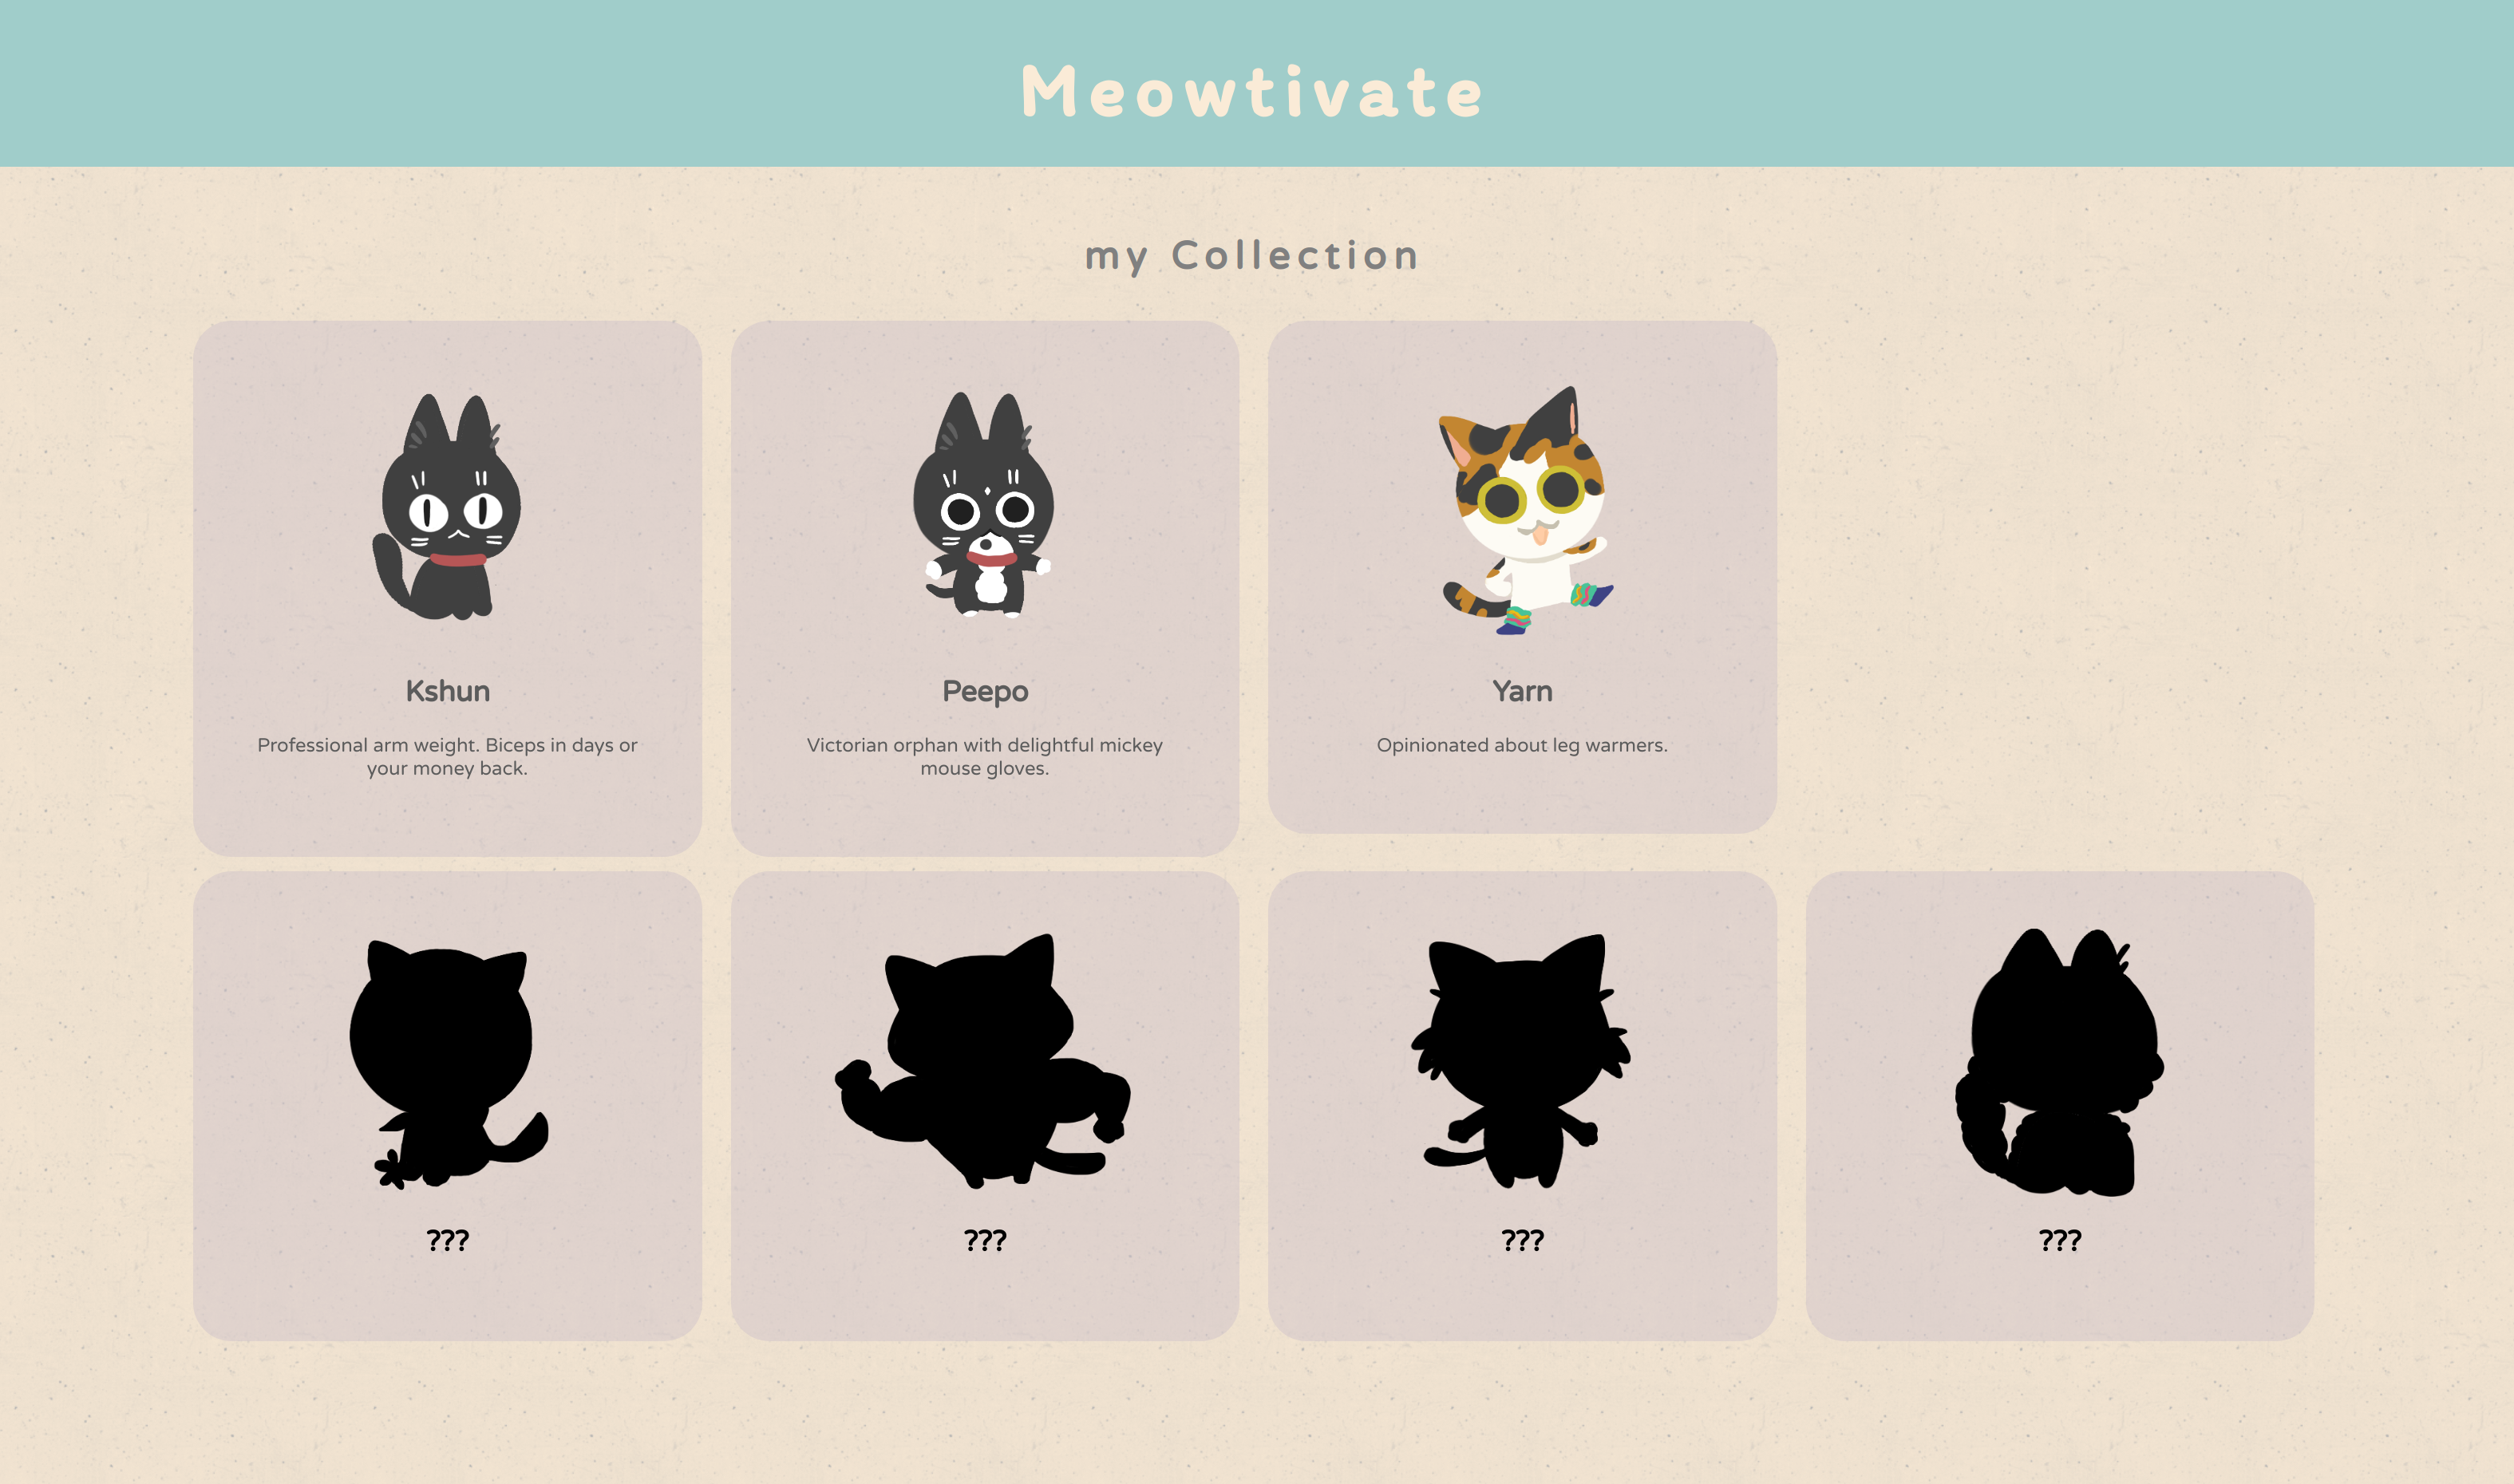 Meowtivate
my Collection
Kshun
Professional arm weight. Biceps in days or
your money back.
Peepo
Victorian orphan with delightful mickey
mouse gloves.
Yarn
Opinionated about leg warmers.
???
???
???
???